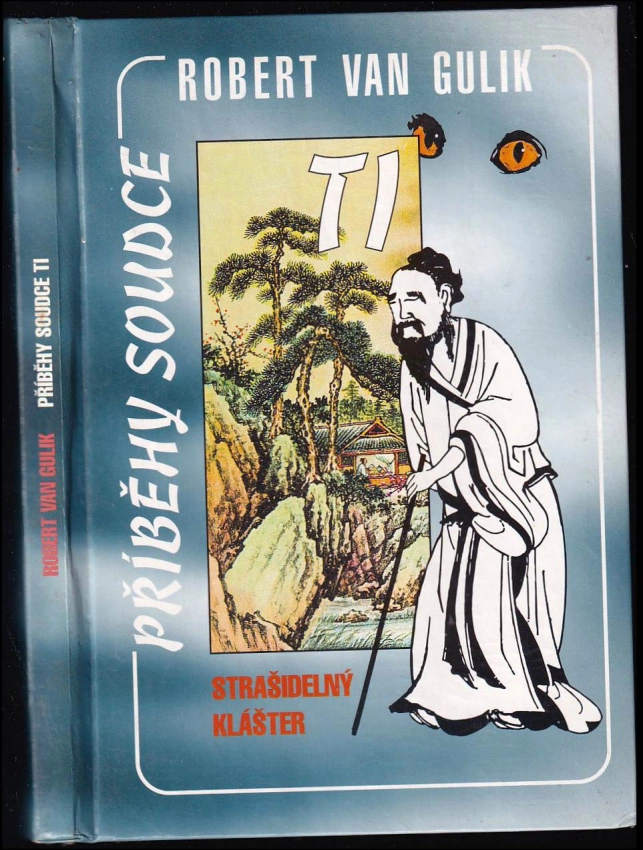 ROBERT VAN GULIK
PŘÍBĚHY SOUDCE
TI
STRAŠIDELNÝ
KLÁŠTER
ROBERT VAN GULIK PŘÍBĚHY SOUDCE TI